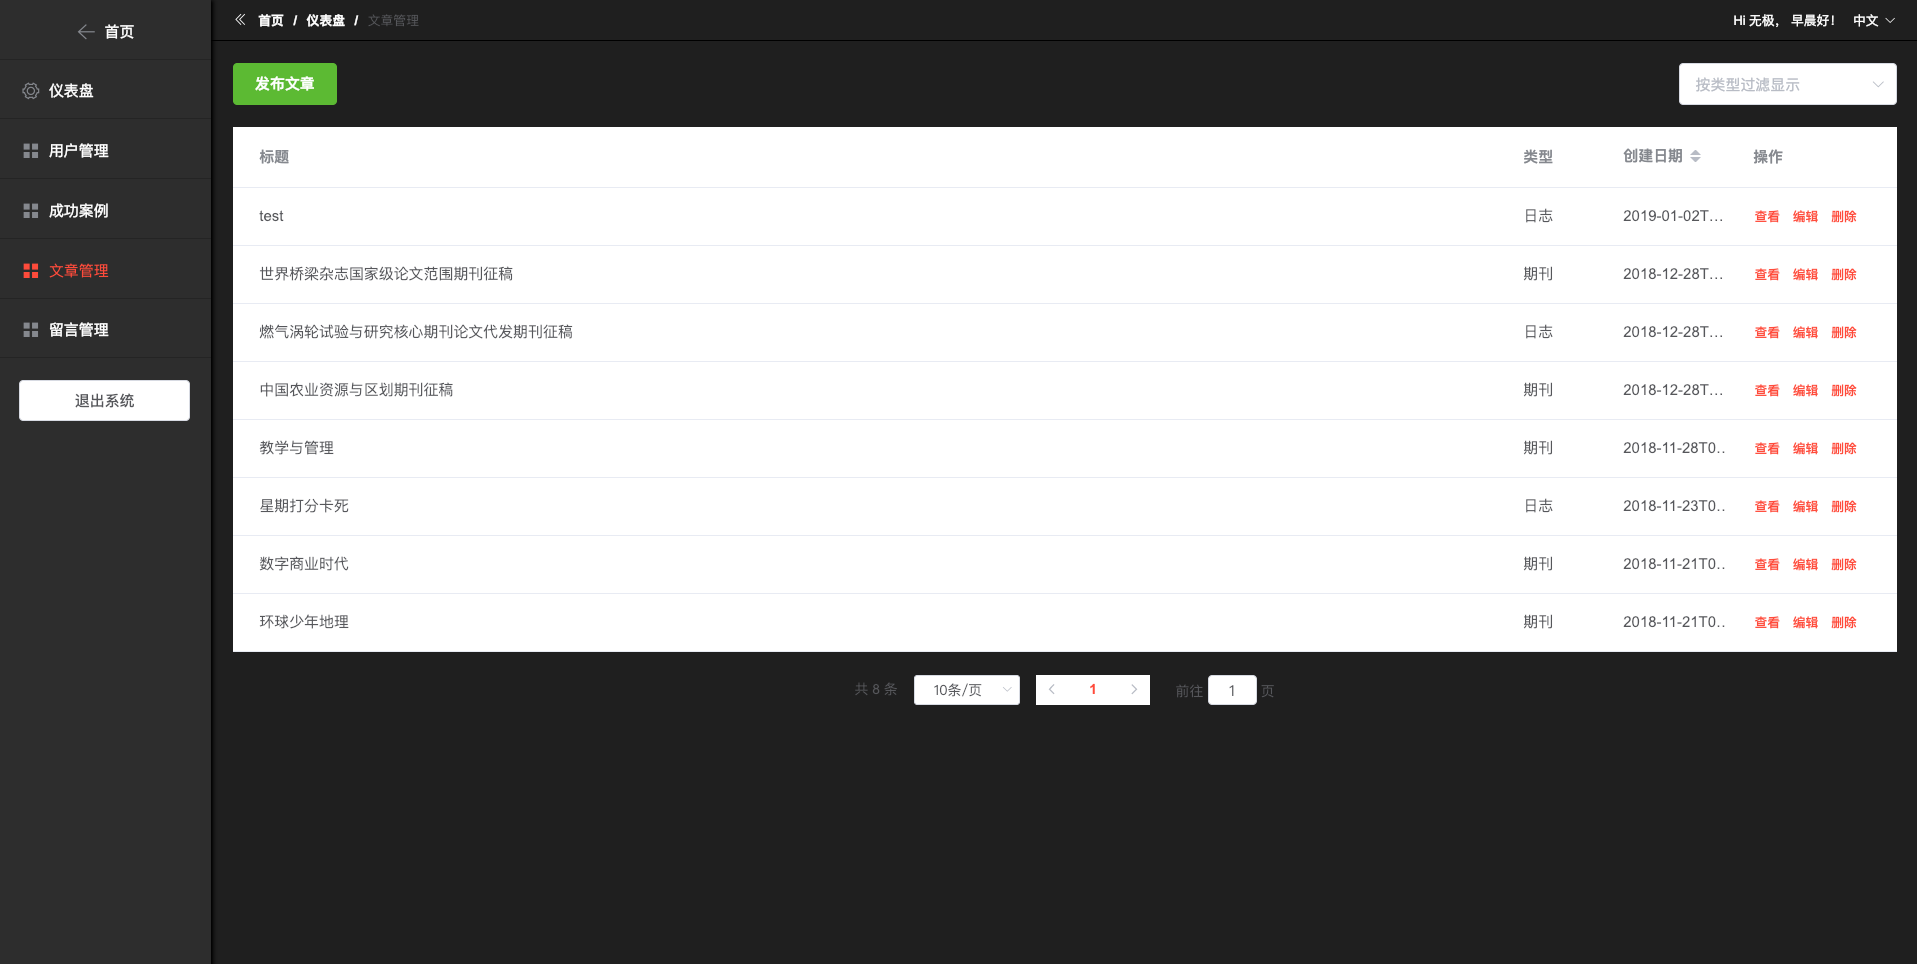 首页
仪表盘
用户管理
成功案例
文章管理
留言管理
退出系统
首页 / 仪表盘 / 文章管理
Hi 无极， 早晨好！ 中文
发布文章
按类型过滤显示
标题 类型 创建日期 操作
test 日志 2019-01-02T... 查看 编辑 删除
世界桥梁杂志国家级论文范围期刊征稿 期刊 2018-12-28T... 查看 编辑 删除
燃气涡轮试验与研究核心期刊论文代发期刊征稿 日志 2018-12-28T... 查看 编辑 删除
中国农业资源与区划期刊征稿 期刊 2018-12-28T... 查看 编辑 删除
教学与管理 期刊 2018-11-28T0.. 查看 编辑 删除
星期打分卡死 日志 2018-11-23T0.. 查看 编辑 删除
数字商业时代 期刊 2018-11-21T0.. 查看 编辑 删除
环球少年地理 期刊 2018-11-21T0.. 查看 编辑 删除
共 8 条 10条/页 1 前往 1 页